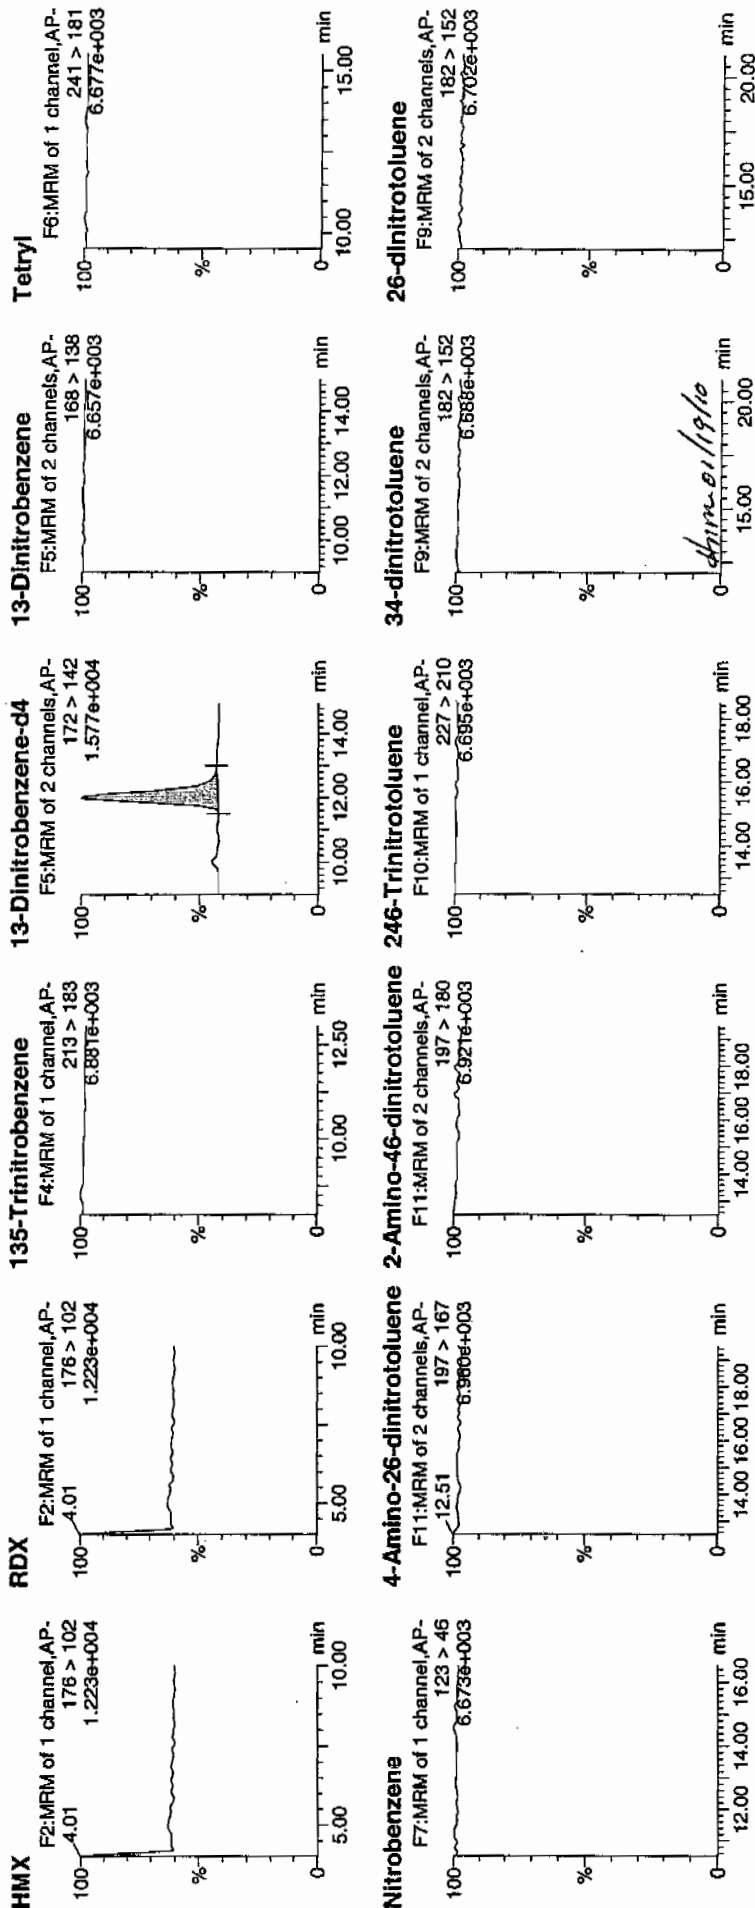 HMX
F2:MRM of 1 channel,AP-
176 > 102
1.223e+004
4.01
100
%
0
5.00
10.00
min
RDX
F2:MRM of 1 channel,AP-
176 > 102
1.223e+004
4.01
100
%
0
5.00
10.00
min
135-Trinitrobenzene
F4:MRM of 1 channel,AP-
213 > 183
6.881e+003
100
%
0
10.00
12.50
min
13-Dinitrobenzene-d4
F5:MRM of 2 channels,AP-
172 > 142
1.577e+004
100
%
0
10.00
12.00
14.00
min
13-Dinitrobenzene
F5:MRM of 2 channels,AP-
168 > 138
6.657e+003
100
%
0
10.00
12.00
14.00
min
Tetryl
F6:MRM of 1 channel,AP-
241 > 181
6.677e+003
100
%
0
10.00
15.00
min
Nitrobenzene
F7:MRM of 1 channel,AP-
123 > 46
6.673e+003
100
%
0
12.00
14.00
16.00
min
4-Amino-26-dinitrotoluene
F11:MRM of 2 channels,AP-
197 > 167
6.960e+003
12.51
100
%
0
14.00
16.00
18.00
min
2-Amino-46-dinitrotoluene
F11:MRM of 2 channels,AP-
197 > 180
6.921e+003
100
%
0
14.00
16.00
18.00
min
246-Trinitrotoluene
F10:MRM of 1 channel,AP-
227 > 210
6.695e+003
100
%
0
14.00
16.00
18.00
min
34-dinitrotoluene
F9:MRM of 2 channels,AP-
182 > 152
6.688e+003
100
%
0
15.00
20.00
min
01/19/10
26-dinitrotoluene
F9:MRM of 2 channels,AP-
182 > 152
6.702e+003
100
%
0
15.00
20.00
min